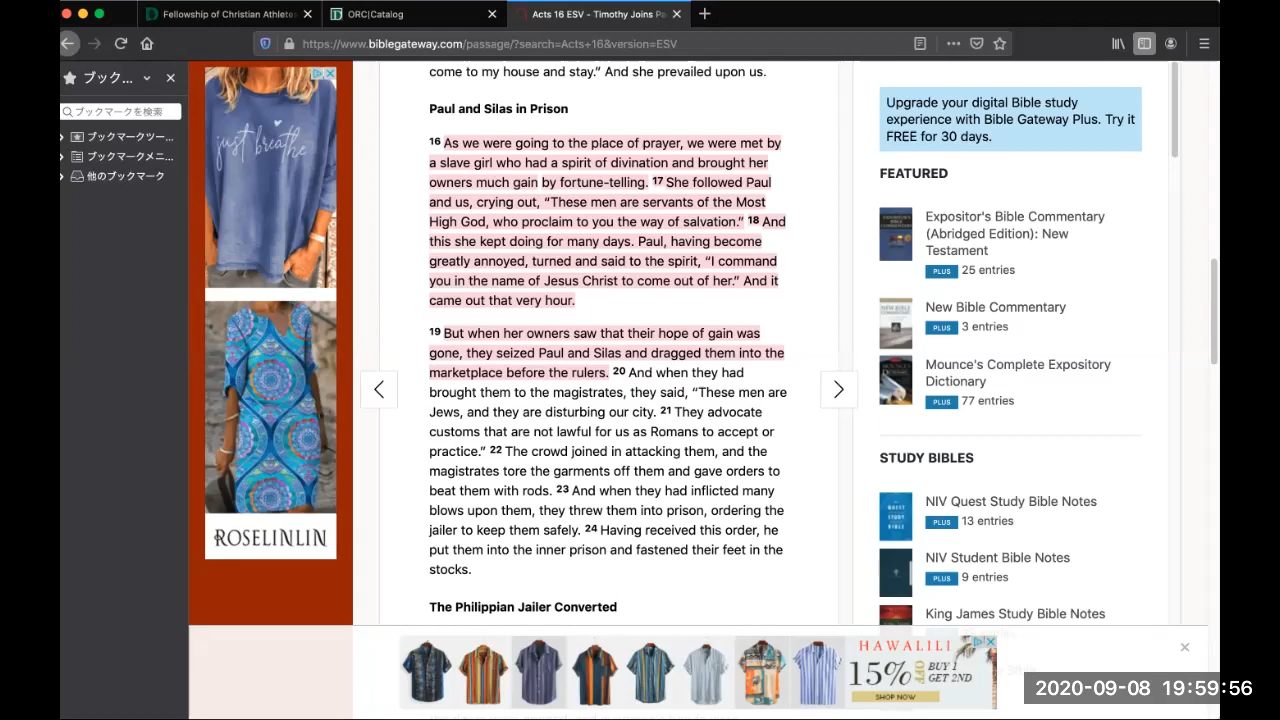 Fellowship of Christian Athlete
ORC|Catalog
Acts 16 ESV - Timothy Joins Pa
https://www.biblegateway.com/passage/?search=Acts+16&version=ESV
ブック...
ブックマークを検索
ブックマークツー...
ブックマークメニ...
他のブックマーク
just breathe
ROSELINLIN
come to my house and stay.” And she prevailed upon us.
Paul and Silas in Prison
16 As we were going to the place of prayer, we were met by
a slave girl who had a spirit of divination and brought her
owners much gain by fortune-telling. 17 She followed Paul
and us, crying out, “These men are servants of the Most
High God, who proclaim to you the way of salvation.” 18 And
this she kept doing for many days. Paul, having become
greatly annoyed, turned and said to the spirit, “I command
you in the name of Jesus Christ to come out of her.” And it
came out that very hour.
19 But when her owners saw that their hope of gain was
gone, they seized Paul and Silas and dragged them into the
marketplace before the rulers. 20 And when they had
brought them to the magistrates, they said, “These men are
Jews, and they are disturbing our city. 21 They advocate
customs that are not lawful for us as Romans to accept or
practice.” 22 The crowd joined in attacking them, and the
magistrates tore the garments off them and gave orders to
beat them with rods. 23 And when they had inflicted many
blows upon them, they threw them into prison, ordering the
jailer to keep them safely. 24 Having received this order, he
put them into the inner prison and fastened their feet in the
stocks.
The Philippian Jailer Converted
Upgrade your digital Bible study
experience with Bible Gateway Plus. Try it
FREE for 30 days.
FEATURED
Expositor's Bible Commentary
(Abridged Edition): New
Testament
PLUS 25 entries
New Bible Commentary
PLUS 3 entries
Mounce's Complete Expository
Dictionary
PLUS 77 entries
STUDY BIBLES
NIV Quest Study Bible Notes
PLUS 13 entries
NIV Student Bible Notes
PLUS 9 entries
King James Study Bible Notes
HAWALILI
15% OFF BUY 1
GET 2ND
SHOP NOW
2020-09-08 19:59:56